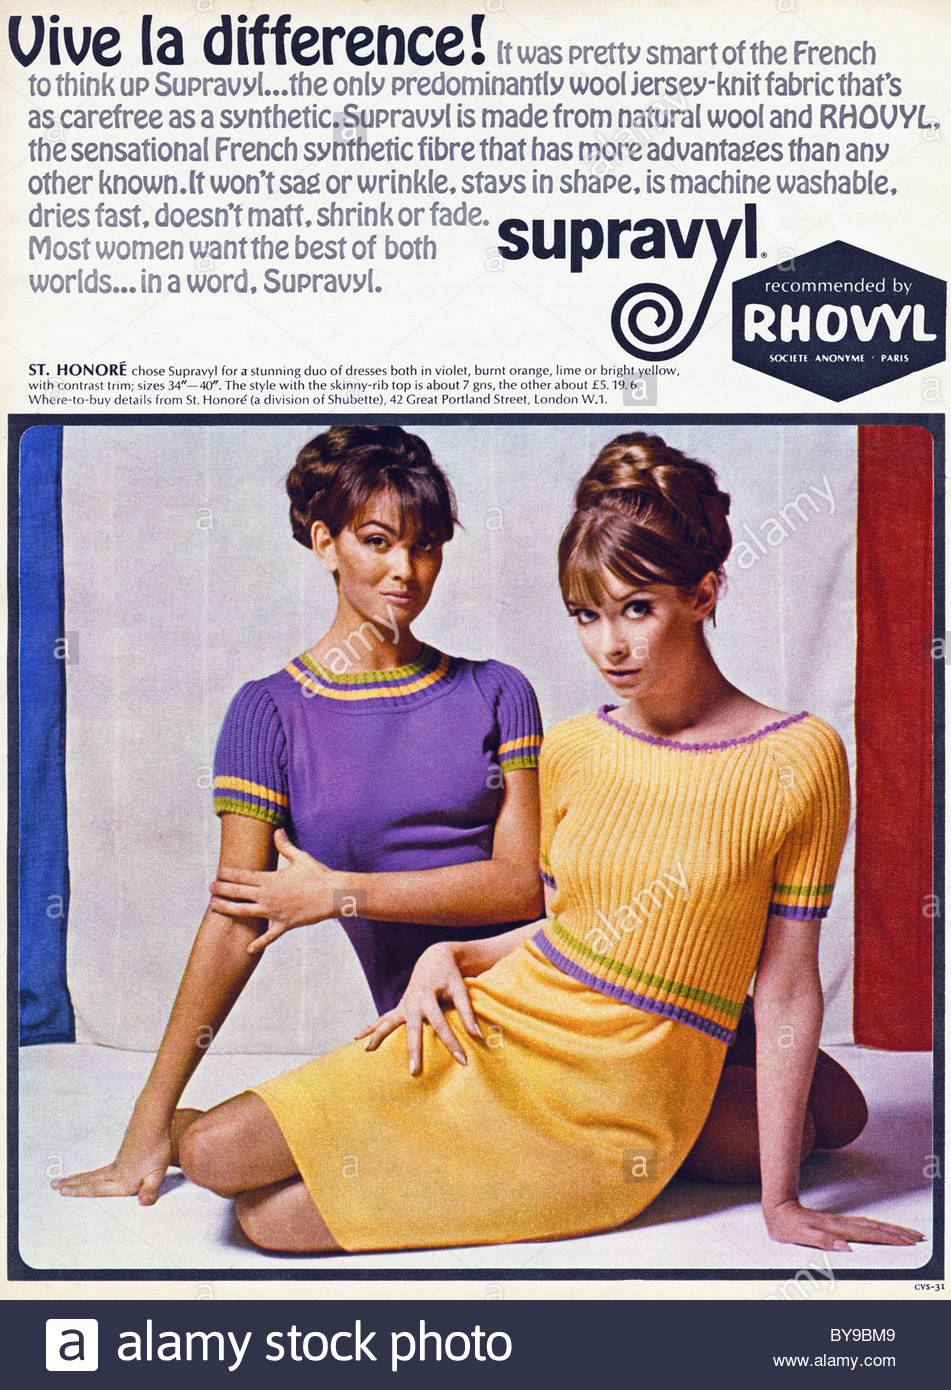 Vive la difference! It was pretty smart of the French
to think up Supravyl...the only predominantly wool jersey-knit fabric that's
as carefree as a synthetic. Supravyl is made from natural wool and RHOVYL,
the sensational French synthetic fibre that has more advantages than any
other known. It won't sag or wrinkle, stays in shape, is machine washable,
dries fast, doesn't matt, shrink or fade.
Most women want the best of both
worlds... in a word, Supravyl.
supravyl®
recommended by
RHOVYL
SOCIETE ANONYME · PARIS
ST. HONORÉ chose Supravyl for a stunning duo of dresses both in violet, burnt orange, lime or bright yellow,
with contrast trim; sizes 34"—40". The style with the skinny-rib top is about 7 gns, the other about £5.19.6.
Where-to-buy details from St. Honoré (a division of Shubette), 42 Great Portland Street, London W.1.
alamy
alamy
alamy
alamy
alamy
CVS-31
a alamy stock photo
BY9BM9
www.alamy.com